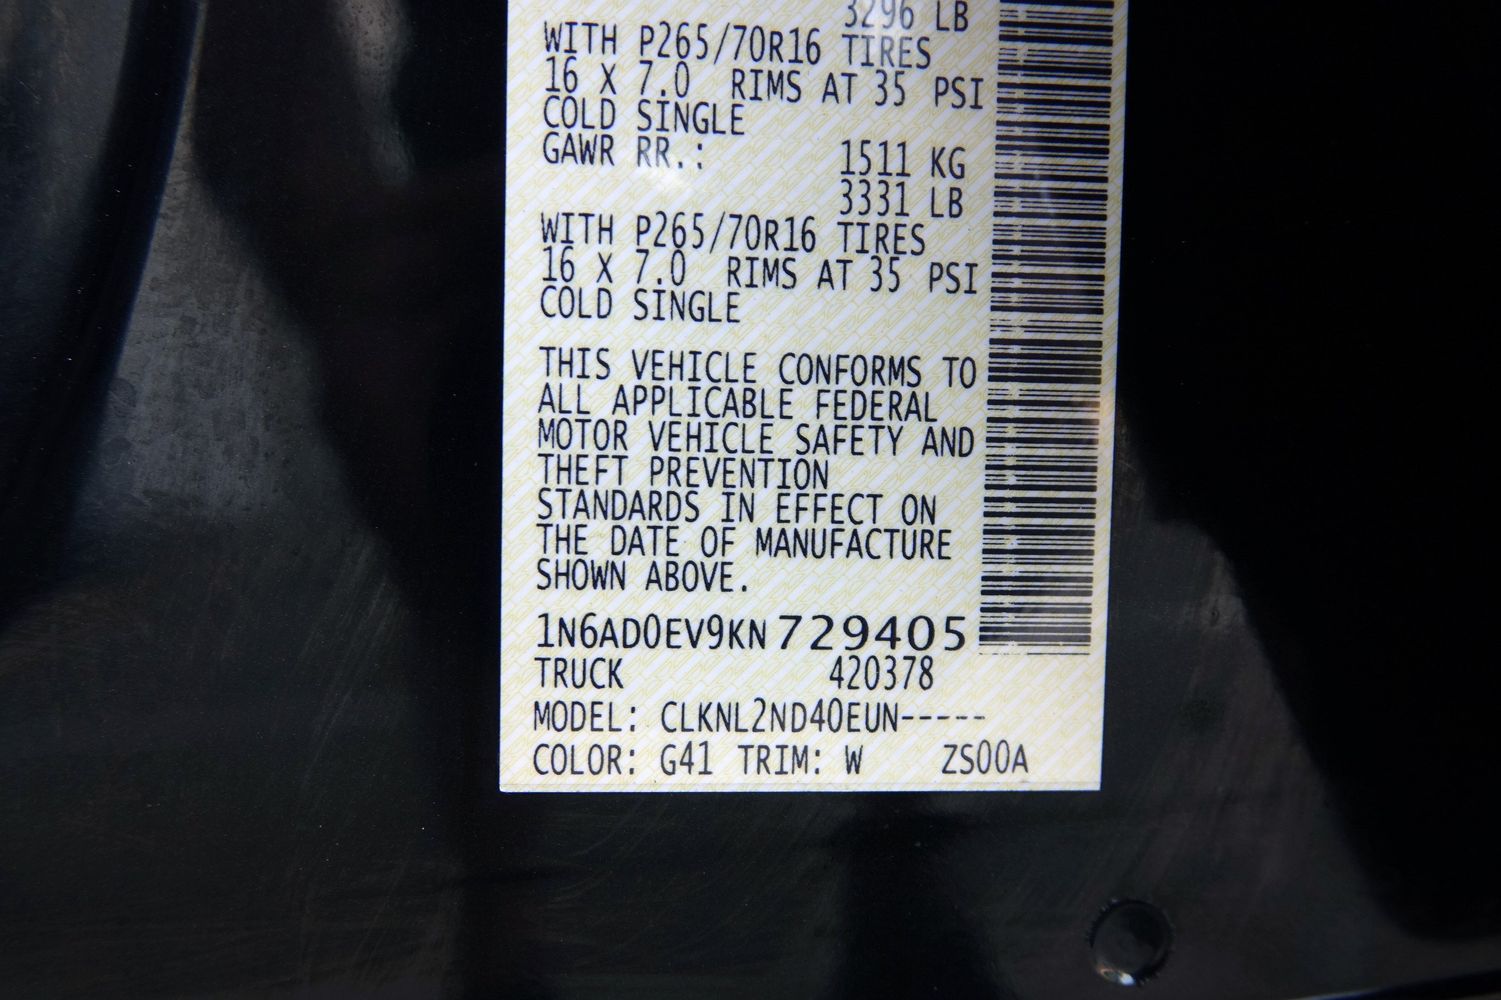 3296 LB
WITH P265/70R16 TIRES
16 X 7.0 RIMS AT 35 PSI
COLD SINGLE
GAWR RR.: 1511 KG
3331 LB
WITH P265/70R16 TIRES
16 X 7.0 RIMS AT 35 PSI
COLD SINGLE
THIS VEHICLE CONFORMS TO
ALL APPLICABLE FEDERAL
MOTOR VEHICLE SAFETY AND
THEFT PREVENTION
STANDARDS IN EFFECT ON
THE DATE OF MANUFACTURE
SHOWN ABOVE.
1N6AD0EV9KN729405
TRUCK 420378
MODEL: CLKNL2ND40EUN-----
COLOR: G41 TRIM: W ZS00A